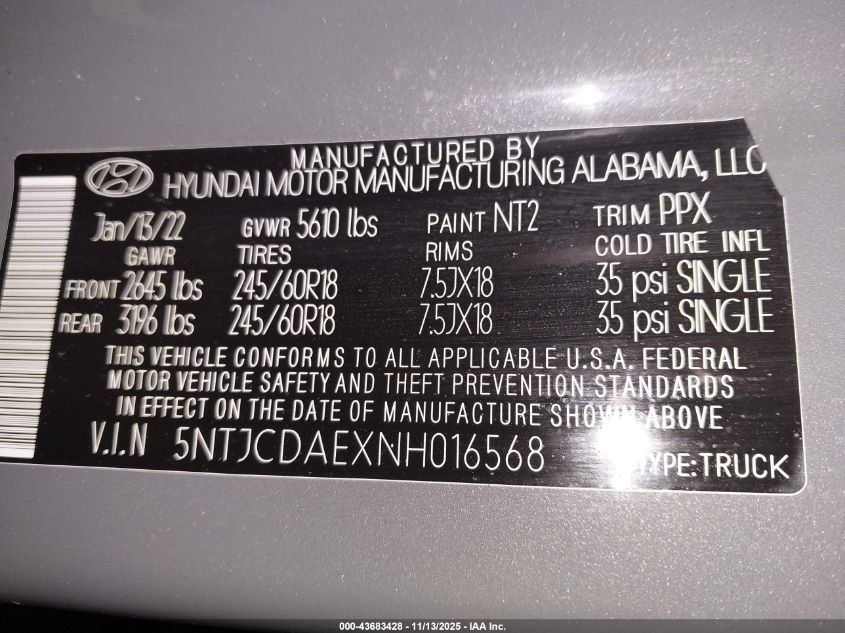 MANUFACTURED BY
HYUNDAI MOTOR MANUFACTURING ALABAMA, LLC
Jan/13/22 GVWR 5610 lbs PAINT NT2 TRIM PPX
GAWR TIRES RIMS COLD TIRE INFL
FRONT 2645 lbs 245/60R18 7.5JX18 35 psi SINGLE
REAR 3196 lbs 245/60R18 7.5JX18 35 psi SINGLE
THIS VEHICLE CONFORMS TO ALL APPLICABLE U.S.A. FEDERAL
MOTOR VEHICLE SAFETY AND THEFT PREVENTION STANDARDS
IN EFFECT ON THE DATE OF MANUFACTURE SHOWN ABOVE
V.I.N 5NTJCDAEXNH016568 TYPE:TRUCK
000-43683428 - 11/13/2025 - IAA Inc.